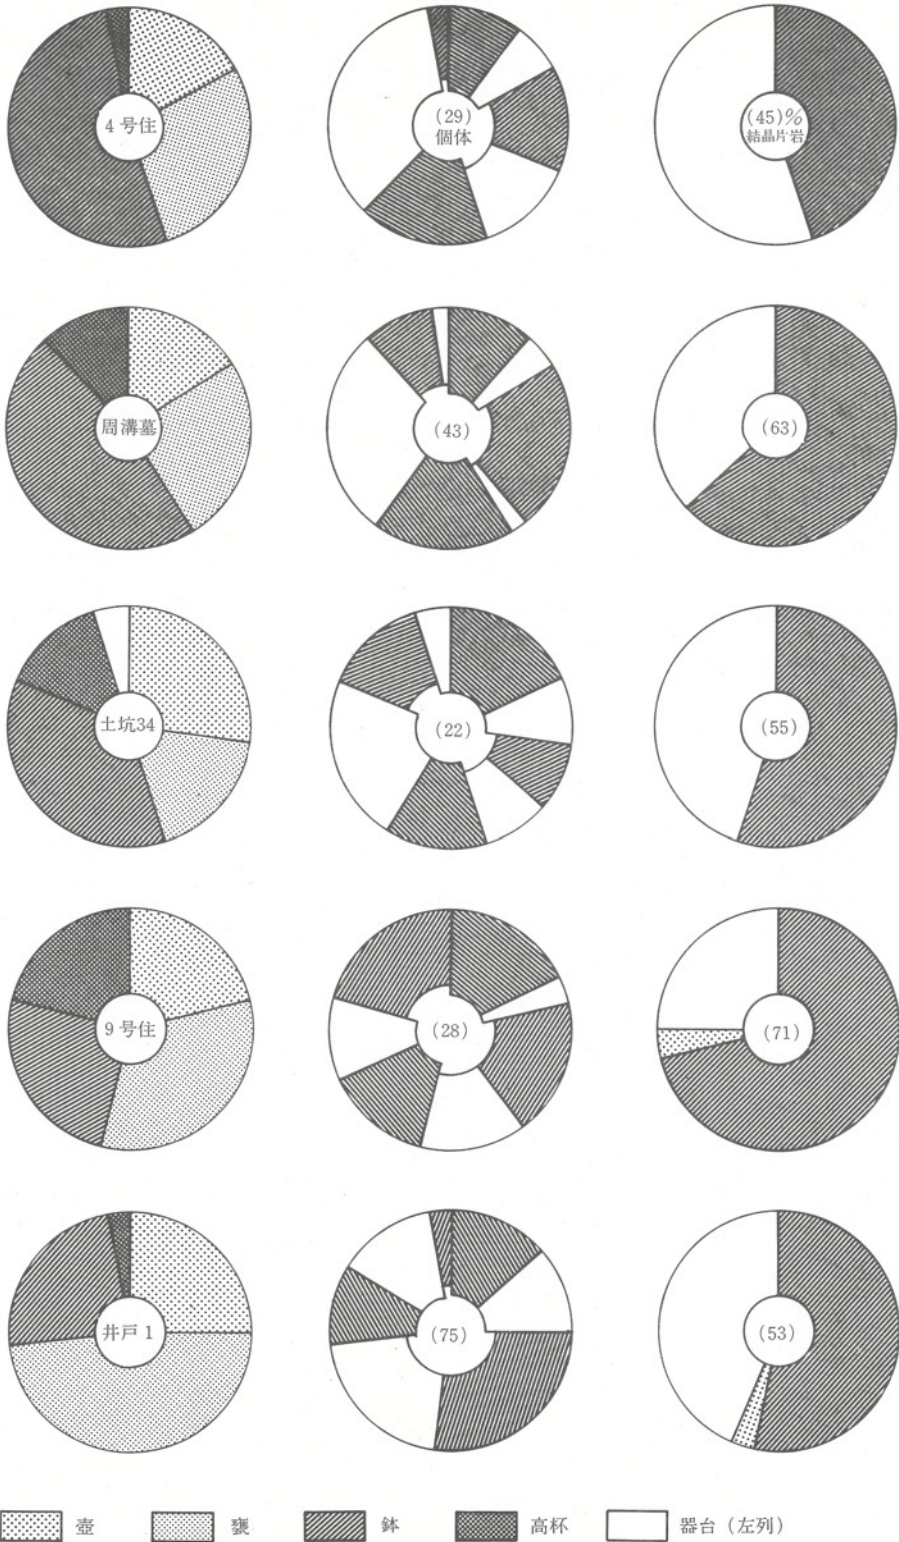 4号住
(29)
個体
(45)%
結晶片岩
周溝墓
(43)
(63)
土坑34
(22)
(55)
9号住
(28)
(71)
井戸1
(75)
(53)
壺 甕 鉢 高杯 器台(左列)